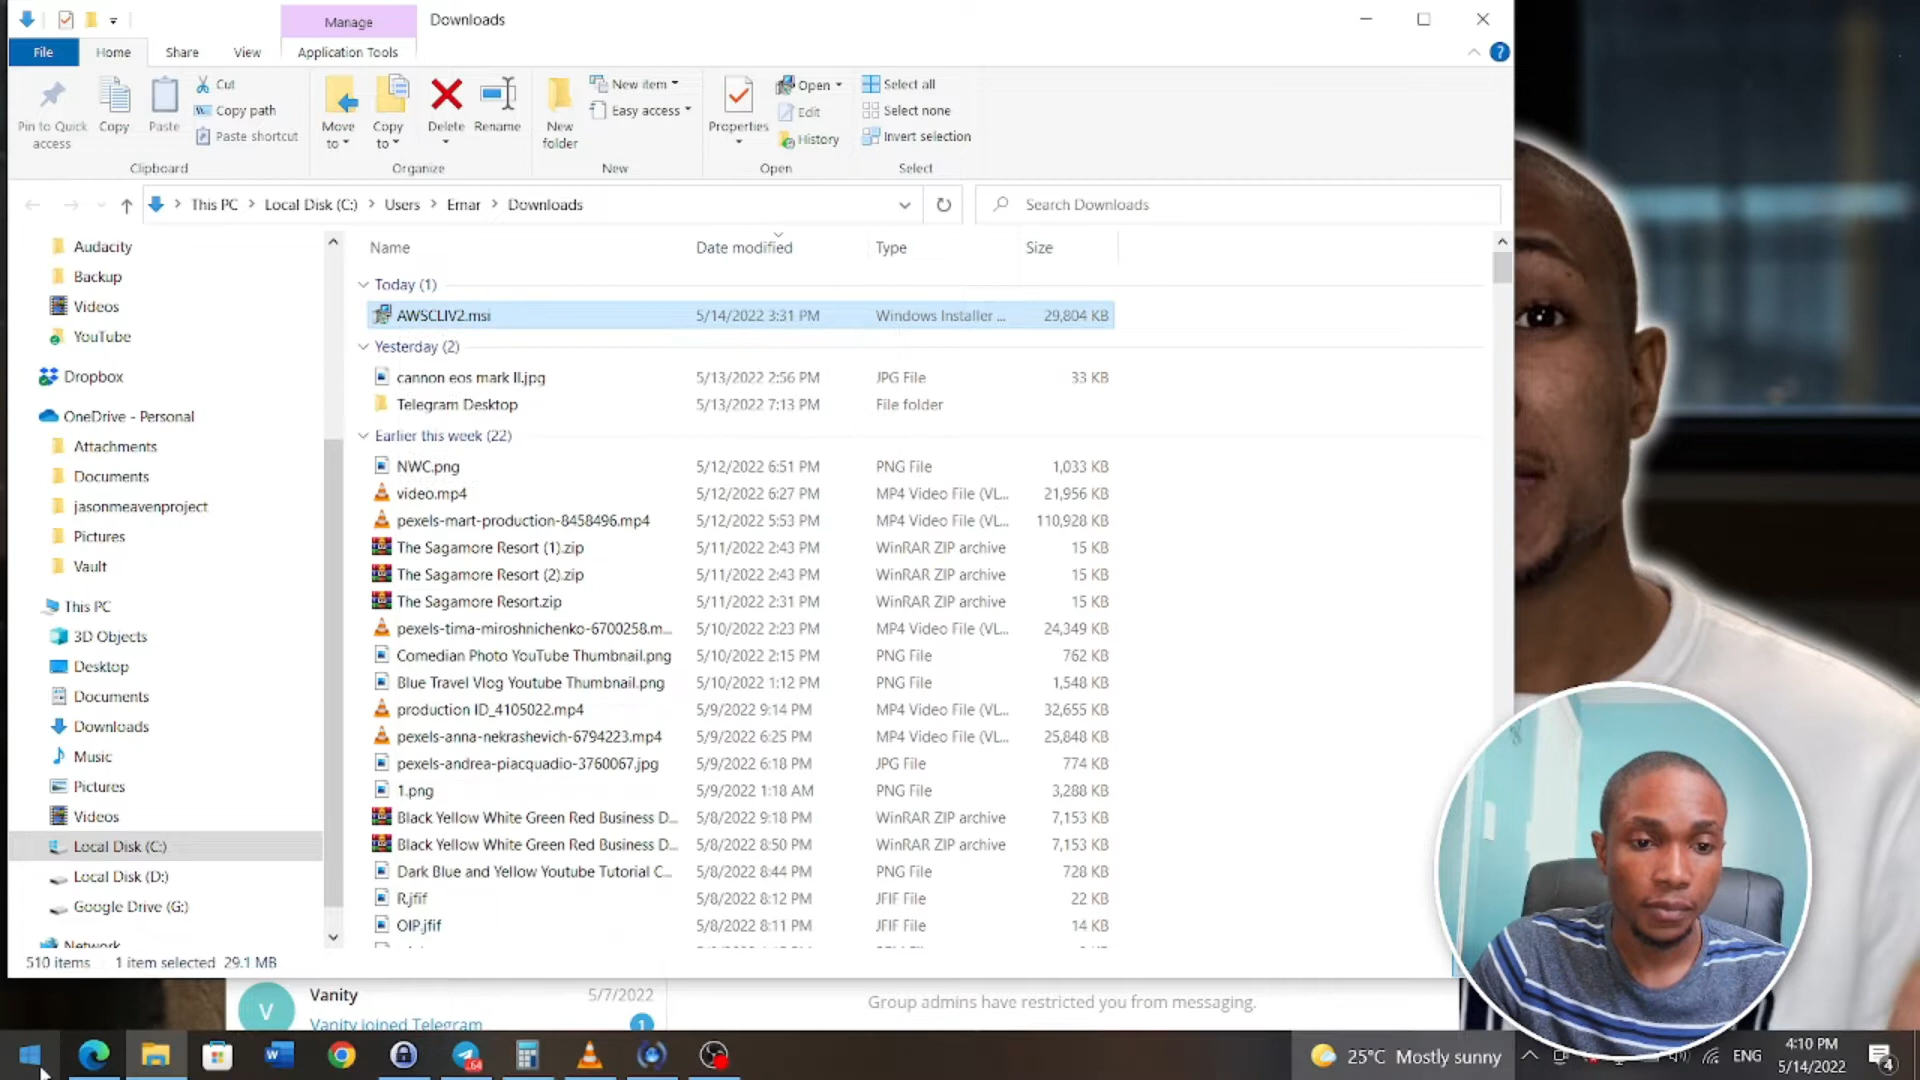 Manage
Downloads
File
Home
Share
View
Application Tools
Pin to Quick access
Copy
Paste
Cut
Copy path
Paste shortcut
Move to
Copy to
Delete
Rename
New folder
New item
Easy access
Properties
Open
Edit
History
Select all
Select none
Invert selection
Clipboard
Organize
New
Open
Select
This PC > Local Disk (C:) > Users > Emar > Downloads
Search Downloads
Audacity
Backup
Videos
YouTube
Dropbox
OneDrive - Personal
Attachments
Documents
jasonmeavenproject
Pictures
Vault
This PC
3D Objects
Desktop
Documents
Downloads
Music
Pictures
Videos
Local Disk (C:)
Local Disk (D:)
Google Drive (G:)
Network
Name Date modified Type Size
Today (1)
AWSCLIV2.msi 5/14/2022 3:31 PM Windows Installer ... 29,804 KB
Yesterday (2)
cannon eos mark II.jpg 5/13/2022 2:56 PM JPG File 33 KB
Telegram Desktop 5/13/2022 7:13 PM File folder
Earlier this week (22)
NWC.png 5/12/2022 6:51 PM PNG File 1,033 KB
video.mp4 5/12/2022 6:27 PM MP4 Video File (VL... 21,956 KB
pexels-mart-production-8458496.mp4 5/12/2022 5:53 PM MP4 Video File (VL... 110,928 KB
The Sagamore Resort (1).zip 5/11/2022 2:43 PM WinRAR ZIP archive 15 KB
The Sagamore Resort (2).zip 5/11/2022 2:43 PM WinRAR ZIP archive 15 KB
The Sagamore Resort.zip 5/11/2022 2:31 PM WinRAR ZIP archive 15 KB
pexels-tima-miroshnichenko-6700258.m... 5/10/2022 2:23 PM MP4 Video File (VL... 24,349 KB
Comedian Photo YouTube Thumbnail.png 5/10/2022 2:15 PM PNG File 762 KB
Blue Travel Vlog Youtube Thumbnail.png 5/10/2022 1:12 PM PNG File 1,548 KB
production ID_4105022.mp4 5/9/2022 9:14 PM MP4 Video File (VL... 32,655 KB
pexels-anna-nekrashevich-6794223.mp4 5/9/2022 6:25 PM MP4 Video File (VL... 25,848 KB
pexels-andrea-piacquadio-3760067.jpg 5/9/2022 6:18 PM JPG File 774 KB
1.png 5/9/2022 1:18 AM PNG File 3,288 KB
Black Yellow White Green Red Business D... 5/8/2022 9:18 PM WinRAR ZIP archive 7,153 KB
Black Yellow White Green Red Business D... 5/8/2022 8:50 PM WinRAR ZIP archive 7,153 KB
Dark Blue and Yellow Youtube Tutorial C... 5/8/2022 8:44 PM PNG File 728 KB
R.jfif 5/8/2022 8:12 PM JFIF File 22 KB
OIP.jfif 5/8/2022 8:11 PM JFIF File 14 KB
510 items 1 item selected 29.1 MB
V
Vanity 5/7/2022
Vanity joined Telegram 1
Group admins have restricted you from messaging.
64
25°C Mostly sunny
ENG
4:10 PM
5/14/2022
4